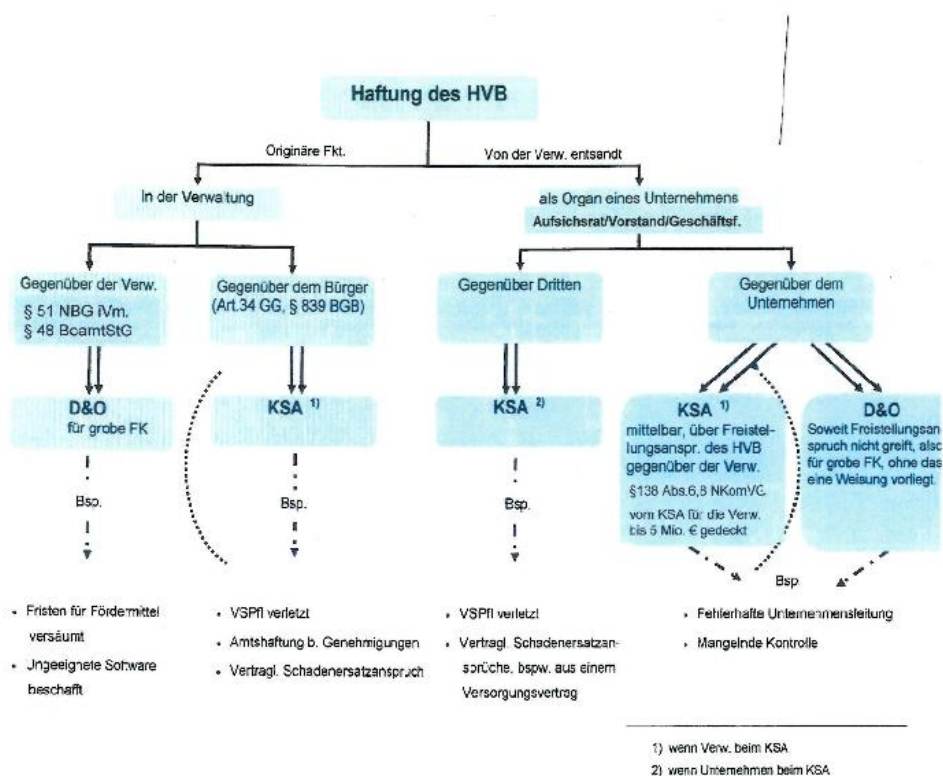 Haftung des HVB
Originäre Fkt.
Von der Verw. entsandt
In der Verwaltung
als Organ eines Unternehmens
Aufsichsrat/Vorstand/Geschäftsf.
Gegenüber der Verw.
§ 51 NBG iVm.
§ 48 BeamtStG
Gegenüber dem Bürger
(Art.34 GG, § 839 BGB)
Gegenüber Dritten
Gegenüber dem
Unternehmen
D&O
für grobe FK
KSA 1)
KSA 2)
KSA 1)
mittelbar, über Freistel-
lungsanspr. des HVB
gegenüber der Verw.
§138 Abs.6,8 NKomVG.
vom KSA für die Verw.
bis 5 Mio. € gedeckt
D&O
Soweit Freistellungsan
spruch nicht greift, also
für grobe FK, ohne das
eine Weisung vorliegt.
Bsp.
Bsp.
Bsp.
Bsp
• Fristen für Fördermittel
versäumt
• Ungeeignete Software
beschafft
• VSPfl verletzt
• Amtshaftung b. Genehmigungen
• Vertragl. Schadenersatzanspruch
• VSPfl verletzt
• Vertragl. Schadenersatzan-
sprüche, bspw. aus einem
Versorgungsvertrag
• Fehlerhafte Unternehmensleitung
• Mangelnde Kontrolle
1) wenn Verw. beim KSA
2) wenn Unternehmen beim KSA